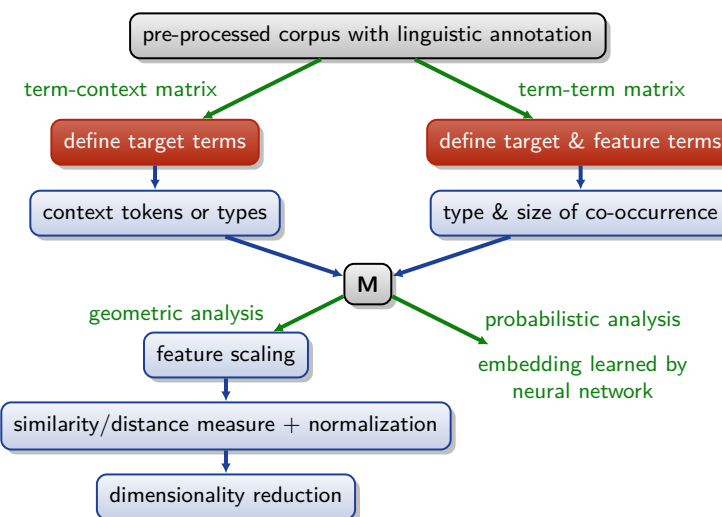 pre-processed corpus with linguistic annotation
term-context matrix
term-term matrix
define target terms
define target & feature terms
context tokens or types
type & size of co-occurrence
M
geometric analysis
probabilistic analysis
feature scaling
embedding learned by
neural network
similarity/distance measure + normalization
dimensionality reduction